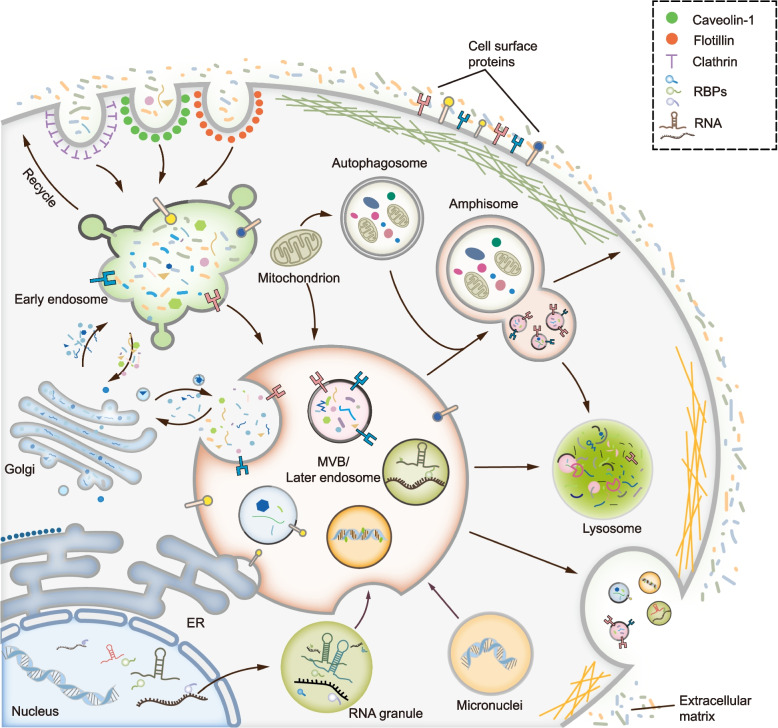 Caveolin-1
Flotillin
Clathrin
RBPs
RNA
Cell surface
proteins
Recycle
Autophagosome
Amphisome
Mitochondrion
Early endosome
Golgi
MVB/
Later endosome
Lysosome
ER
Nucleus
RNA granule
Micronuclei
Extracellular
matrix